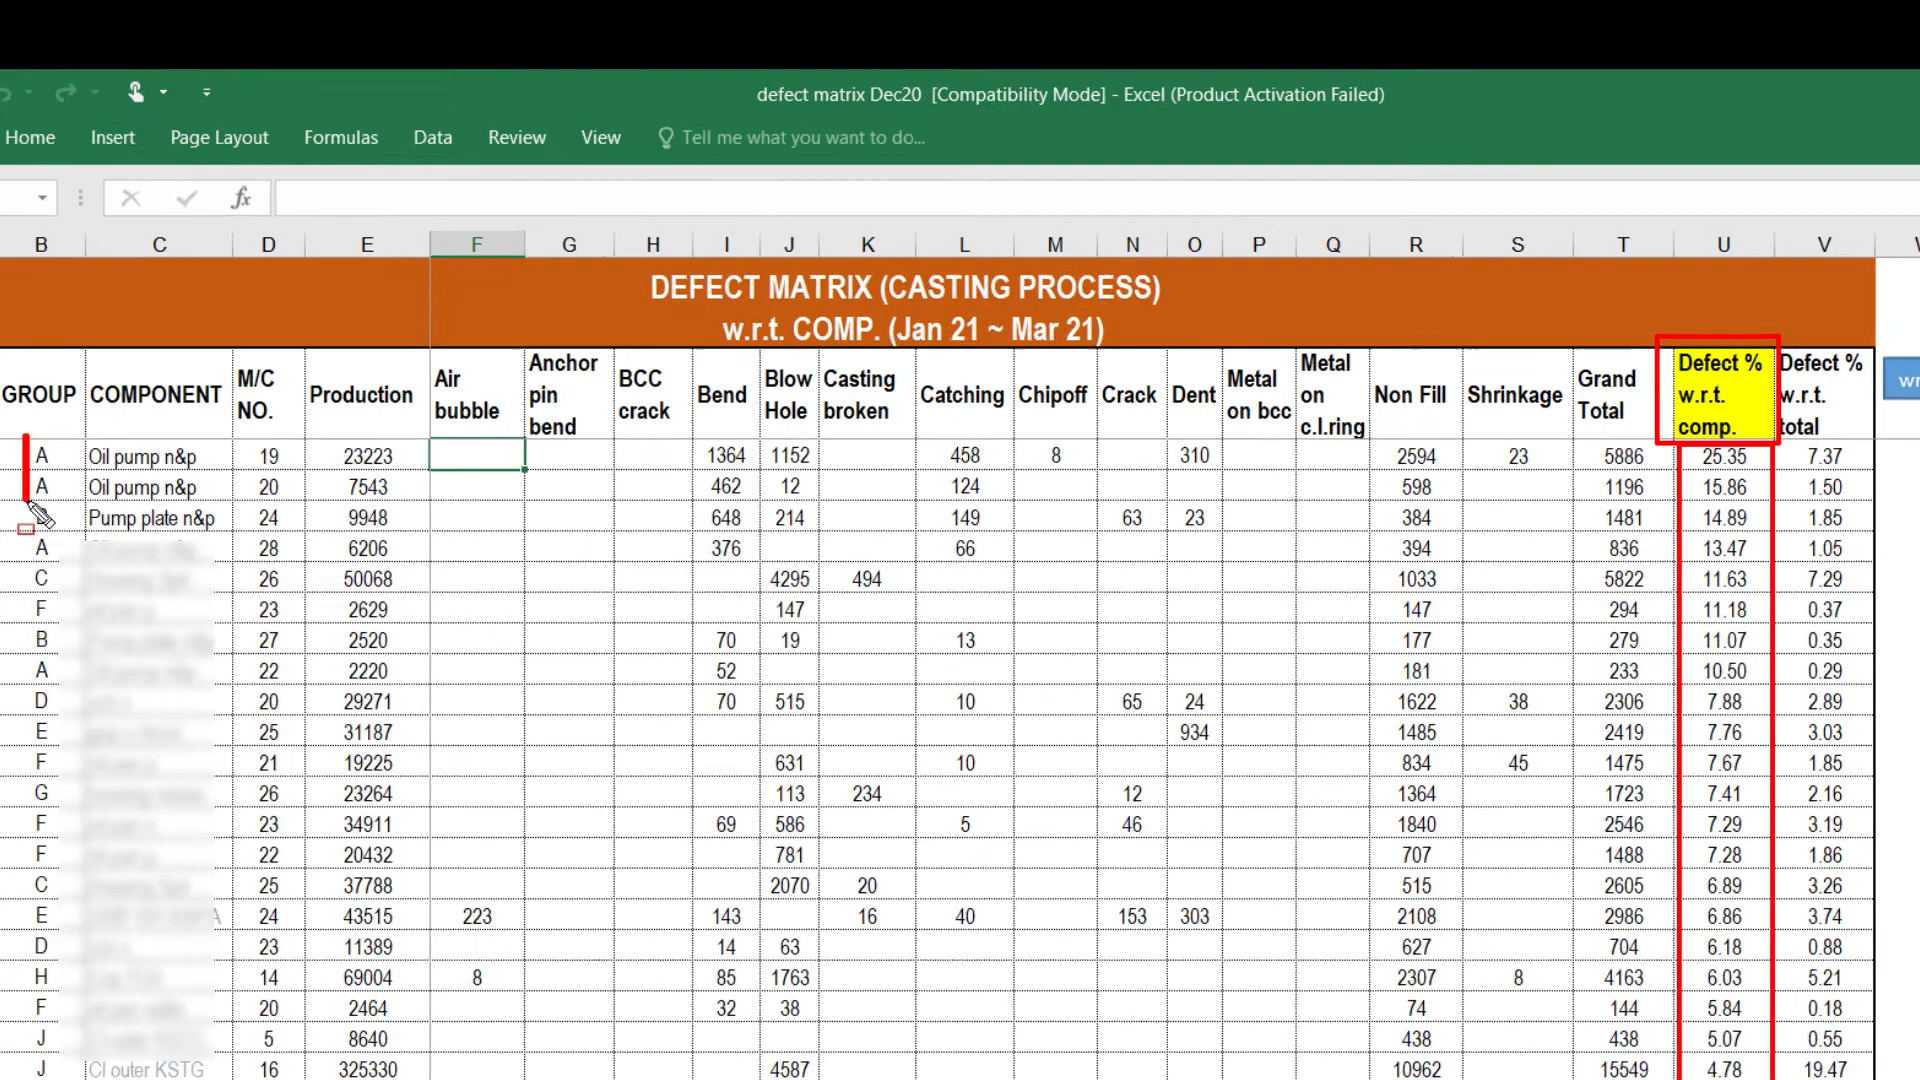 defect matrix Dec20 [Compatibility Mode] - Excel (Product Activation Failed)
Home Insert Page Layout Formulas Data Review View Tell me what you want to do...
fx
B C D E F G H I J K L M N O P Q R S T U V
DEFECT MATRIX (CASTING PROCESS)
w.r.t. COMP. (Jan 21 ~ Mar 21)
GROUP COMPONENT M/C NO. Production Air bubble Anchor pin bend BCC crack Bend Blow Hole Casting broken Catching Chipoff Crack Dent Metal on bcc Metal on c.l.ring Non Fill Shrinkage Grand Total Defect % w.r.t. comp. Defect % w.r.t. total
A Oil pump n&p 19 23223 1364 1152 458 8 310 2594 23 5886 25.35 7.37
A Oil pump n&p 20 7543 462 12 124 598 1196 15.86 1.50
Pump plate n&p 24 9948 648 214 149 63 23 384 1481 14.89 1.85
A 28 6206 376 66 394 836 13.47 1.05
C 26 50068 4295 494 1033 5822 11.63 7.29
F 23 2629 147 147 294 11.18 0.37
B 27 2520 70 19 13 177 279 11.07 0.35
A 22 2220 52 181 233 10.50 0.29
D 20 29271 70 515 10 65 24 1622 38 2306 7.88 2.89
E 25 31187 934 1485 2419 7.76 3.03
F 21 19225 631 10 834 45 1475 7.67 1.85
G 26 23264 113 234 12 1364 1723 7.41 2.16
F 23 34911 69 586 5 46 1840 2546 7.29 3.19
F 22 20432 781 707 1488 7.28 1.86
C 25 37788 2070 20 515 2605 6.89 3.26
E 24 43515 223 143 16 40 153 303 2108 2986 6.86 3.74
D 23 11389 14 63 627 704 6.18 0.88
H 14 69004 8 85 1763 2307 8 4163 6.03 5.21
F 20 2464 32 38 74 144 5.84 0.18
J 5 8640 438 438 5.07 0.55
J CI outer KSTG 16 325330 4587 10962 15549 4.78 19.47